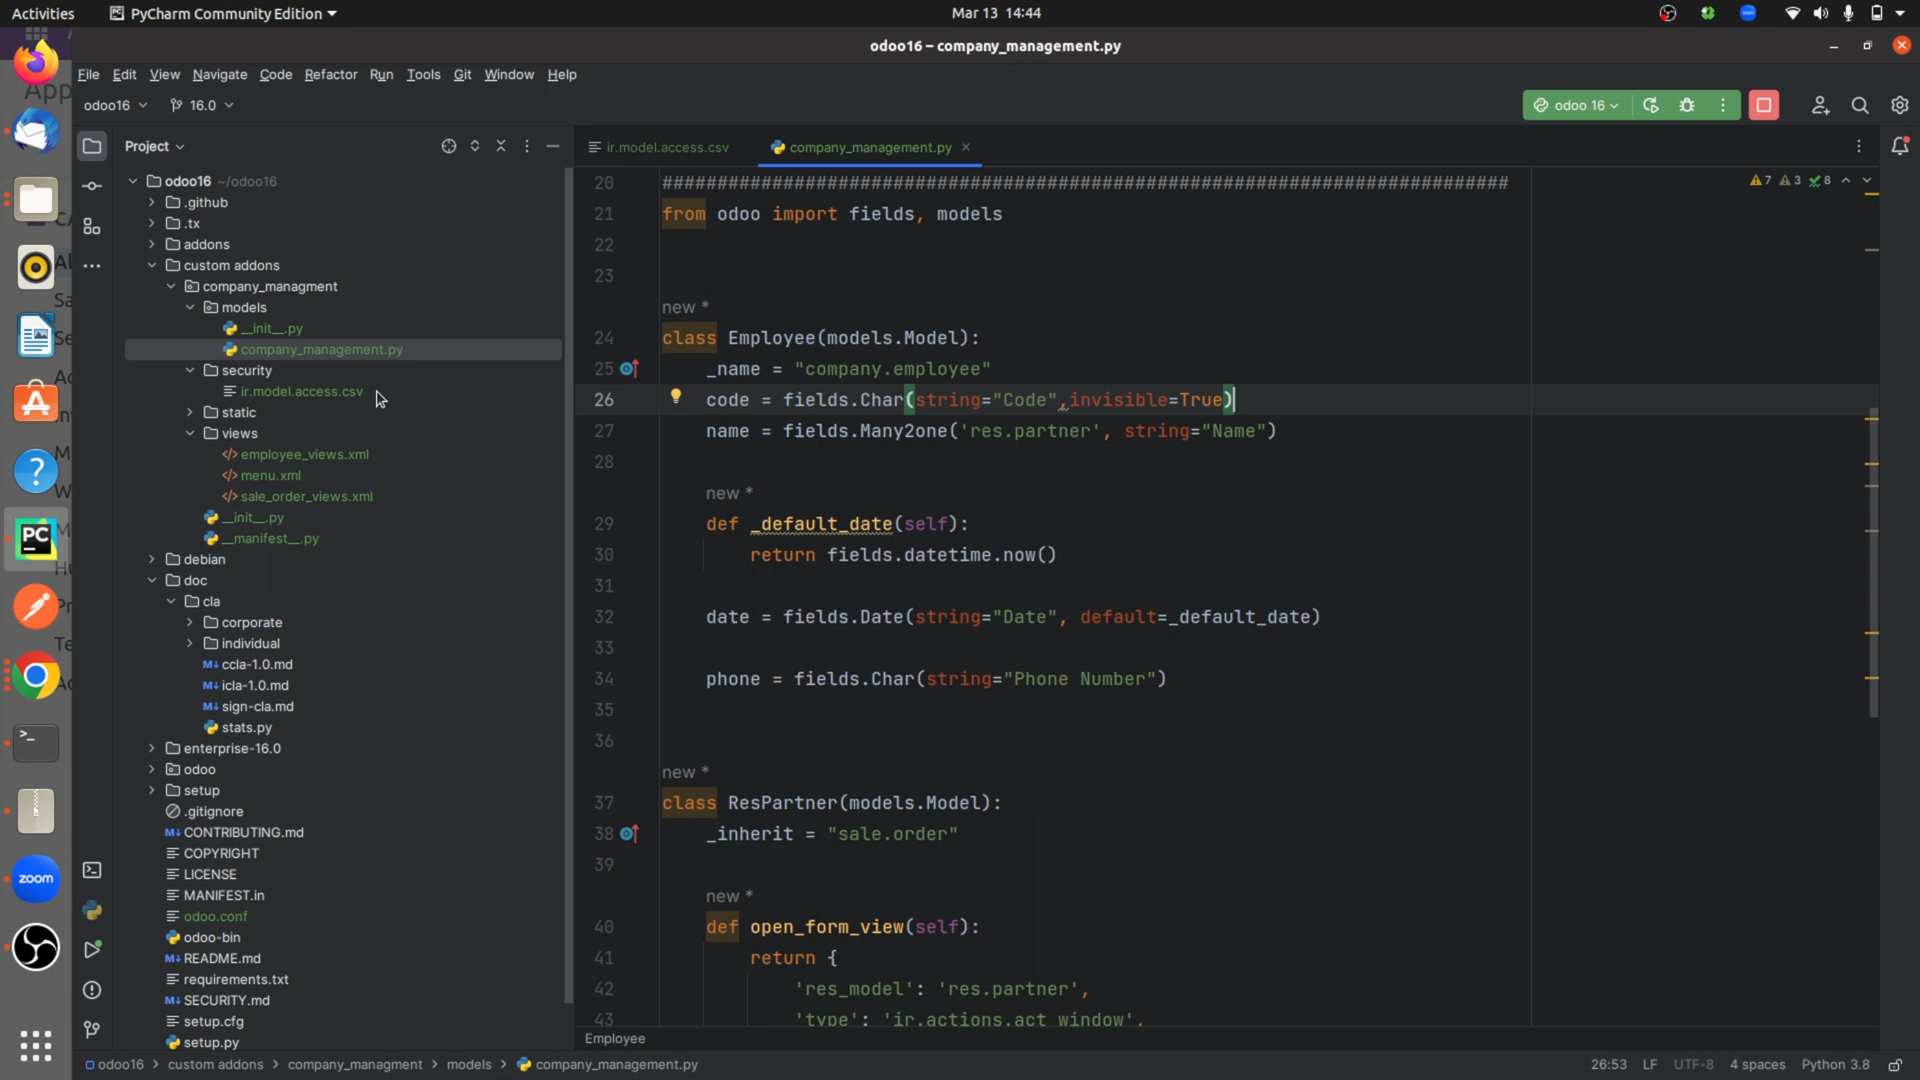 Activities
PyCharm Community Edition
Mar 13 14:44
odoo16 – company_management.py
File Edit View Navigate Code Refactor Run Tools Git Window Help
odoo16
16.0
odoo 16
Project
ir.model.access.csv
company_management.py
odoo16 ~/odoo16
.github
.tx
addons
custom addons
company_managment
models
__init__.py
company_management.py
security
ir.model.access.csv
static
views
employee_views.xml
menu.xml
sale_order_views.xml
__init__.py
__manifest__.py
debian
doc
cla
corporate
individual
M↓ ccla-1.0.md
M↓ icla-1.0.md
M↓ sign-cla.md
stats.py
enterprise-16.0
odoo
setup
.gitignore
M↓ CONTRIBUTING.md
COPYRIGHT
LICENSE
MANIFEST.in
odoo.conf
odoo-bin
M↓ README.md
requirements.txt
M↓ SECURITY.md
setup.cfg
setup.py
7 3 8
20 #############################################################################
21 from odoo import fields, models
22
23
new *
24 class Employee(models.Model):
25 _name = "company.employee"
26 code = fields.Char(string="Code",invisible=True)
27 name = fields.Many2one('res.partner', string="Name")
28
new *
29 def _default_date(self):
30 return fields.datetime.now()
31
32 date = fields.Date(string="Date", default=_default_date)
33
34 phone = fields.Char(string="Phone Number")
35
36
new *
37 class ResPartner(models.Model):
38 _inherit = "sale.order"
39
new *
40 def open_form_view(self):
41 return {
42 'res_model': 'res.partner',
43 'type': 'ir.actions.act_window',
Employee
odoo16 > custom addons > company_managment > models > company_management.py
26:53 LF UTF-8 4 spaces Python 3.8
App
PC
zoom